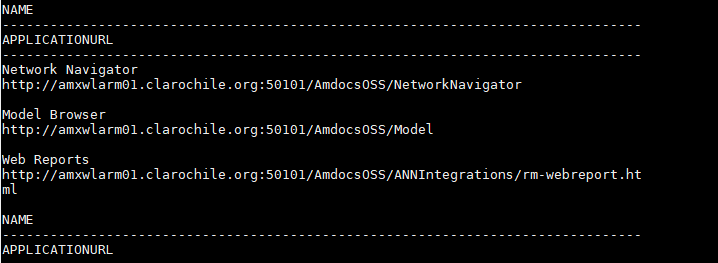 NAME
--------------------------------------------------------------------------------
APPLICATIONURL
--------------------------------------------------------------------------------
Network Navigator
http://amxwlarm01.clarochile.org:50101/AmdocsOSS/NetworkNavigator
Model Browser
http://amxwlarm01.clarochile.org:50101/AmdocsOSS/Model
Web Reports
http://amxwlarm01.clarochile.org:50101/AmdocsOSS/ANNIntegrations/rm-webreport.ht
ml
NAME
--------------------------------------------------------------------------------
APPLICATIONURL